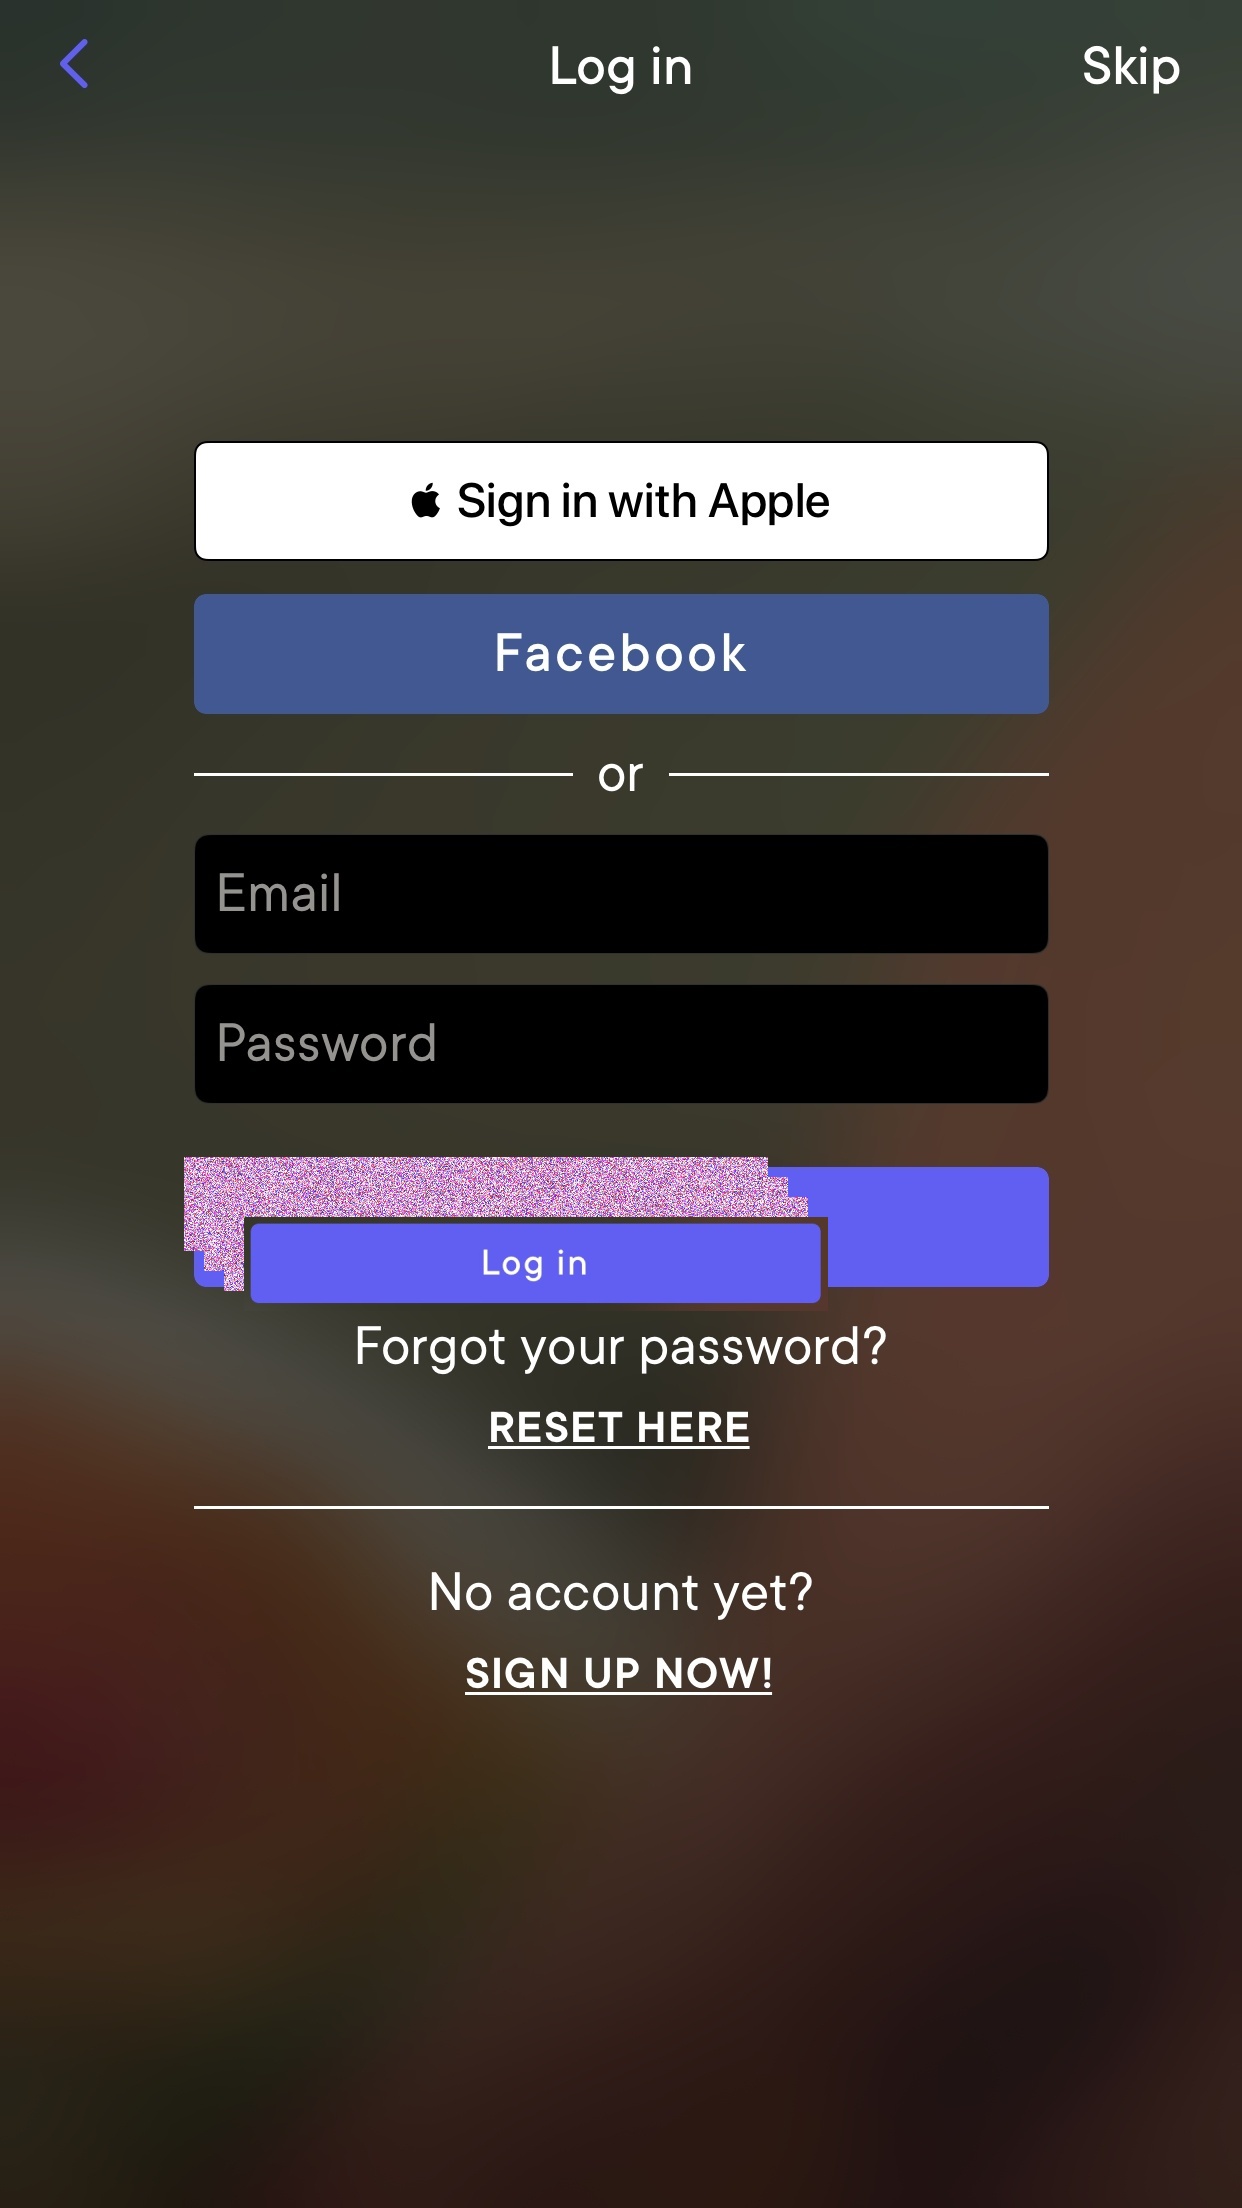 Log in
Skip
Sign in with Apple
Facebook
or
Email
Password
Log in
Forgot your password?
RESET HERE
No account yet?
SIGN UP NOW!